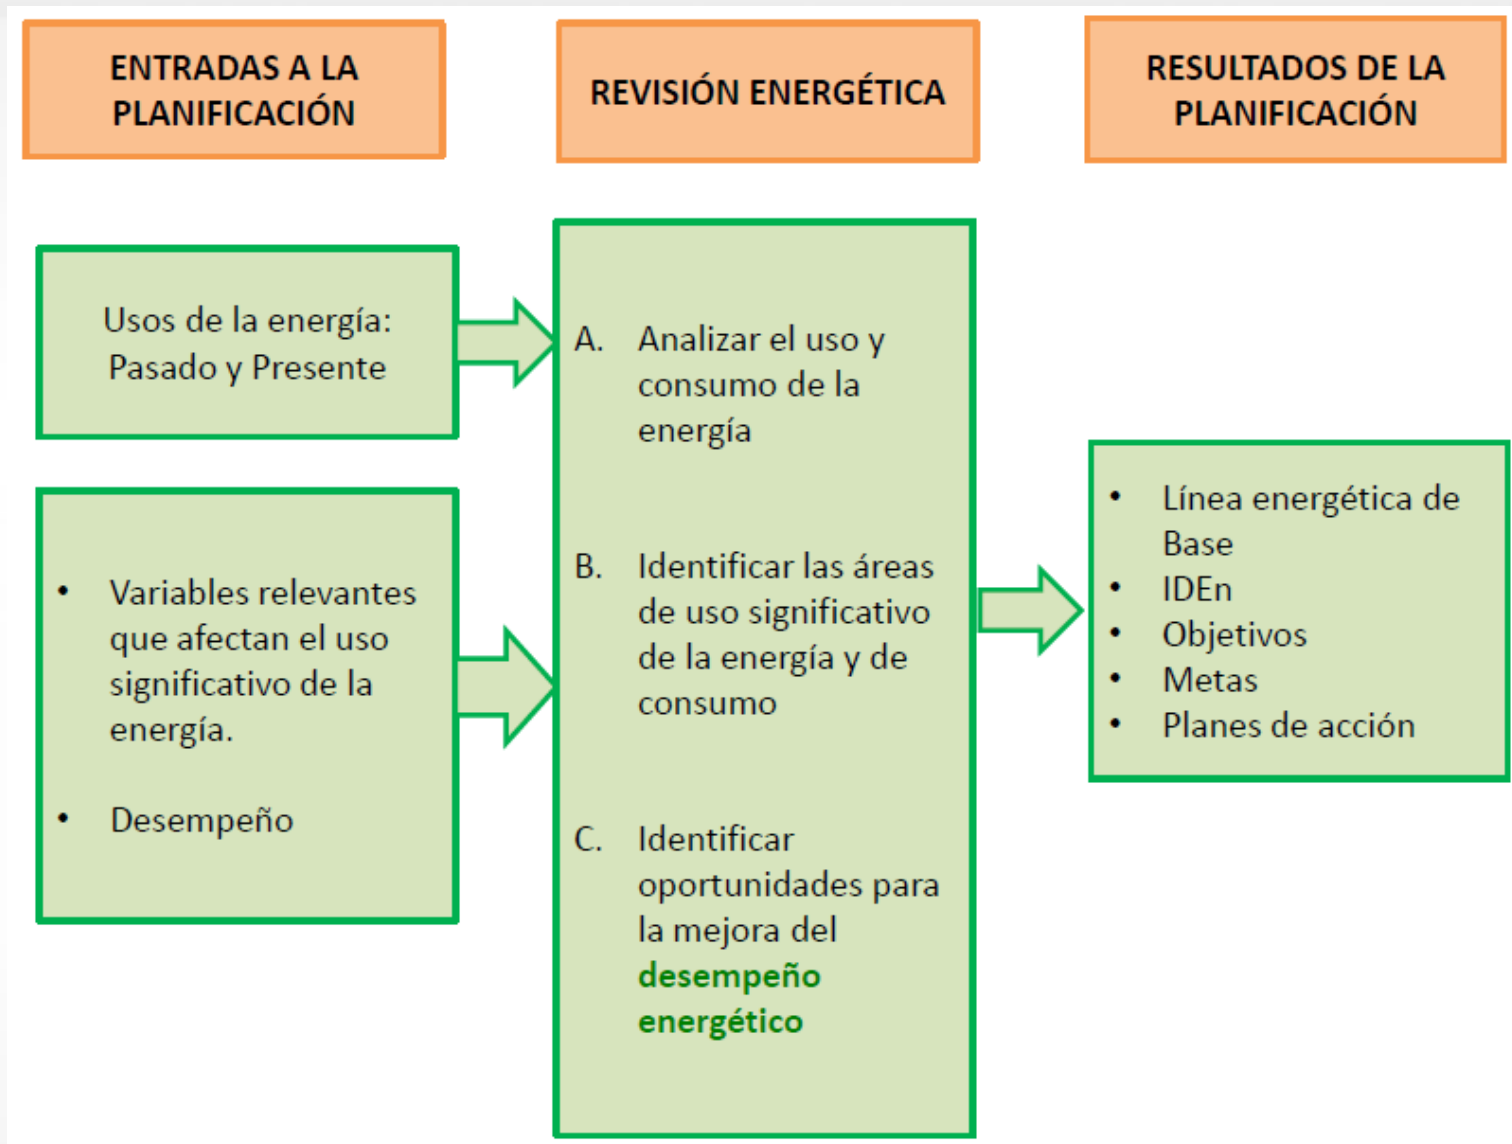 ENTRADAS A LA
PLANIFICACIÓN
REVISIÓN ENERGÉTICA
RESULTADOS DE LA
PLANIFICACIÓN
Usos de la energía:
Pasado y Presente
• Variables relevantes
que afectan el uso
significativo de la
energía.
• Desempeño
A. Analizar el uso y
consumo de la
energía
B. Identificar las áreas
de uso significativo
de la energía y de
consumo
C. Identificar
oportunidades para
la mejora del
desempeño
energético
• Línea energética de
Base
• IDEn
• Objetivos
• Metas
• Planes de acción